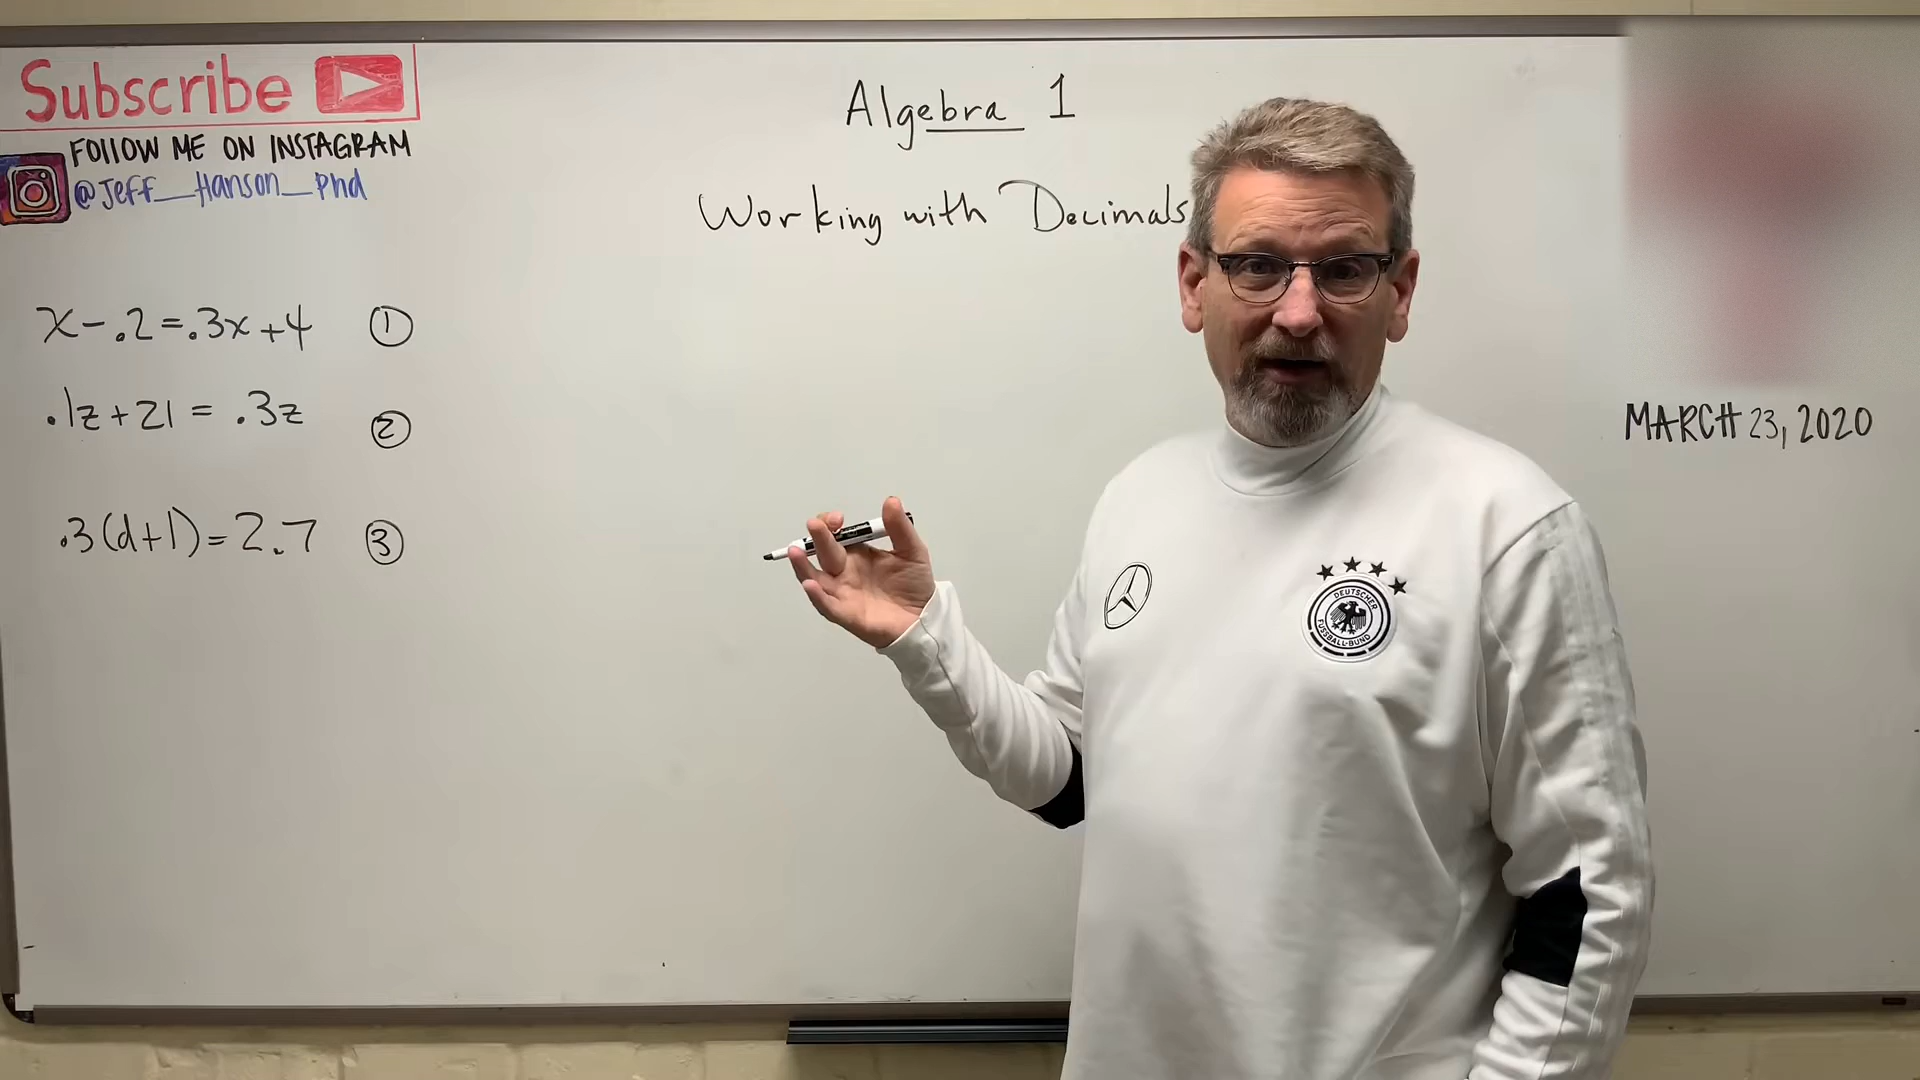 Subscribe
FOllOW ME ON INSTAGRAM
@Jeff_Hanson_Phd
Algebra 1
Working with Decimals
x-.2=.3x+4 ①
.1z+21 = .3z ②
.3(d+1)=2.7 ③
MARCH 23, 2020
DEUTSCHER
FUSSBALL-BUND